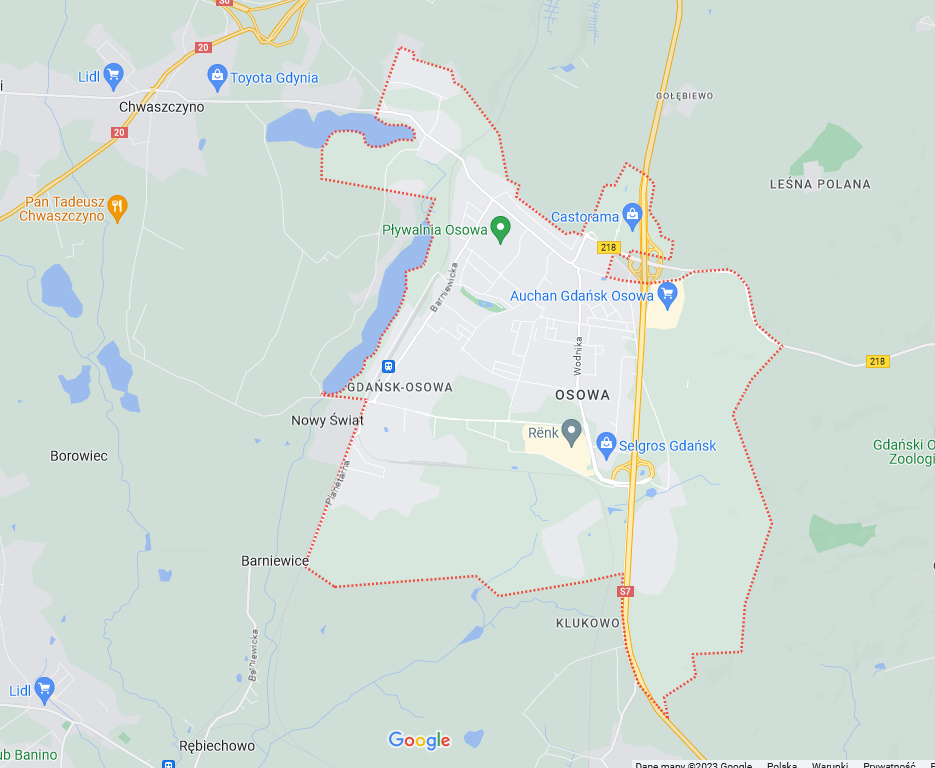 S6
20
Lidl
Toyota Gdynia
Chwaszczyno
GOŁĘBIEWO
20
LEŚNA POLANA
Pan Tadeusz
Chwaszczyno
Castorama
Pływalnia Osowa
218
Barniewicka
Auchan Gdańsk Osowa
Wodnika
218
GDAŃSK-OSOWA
OSOWA
Nowy Świat
Rënk
Selgros Gdańsk
Gdański O
Zoologi
Borowiec
Planetarna
Barniewice
S7
KLUKOWO
Barniewicka
Lidl
Google
Rębiechowo
ub Banino
Dane mapy ©2023 Google Polska Warunki Prywatność